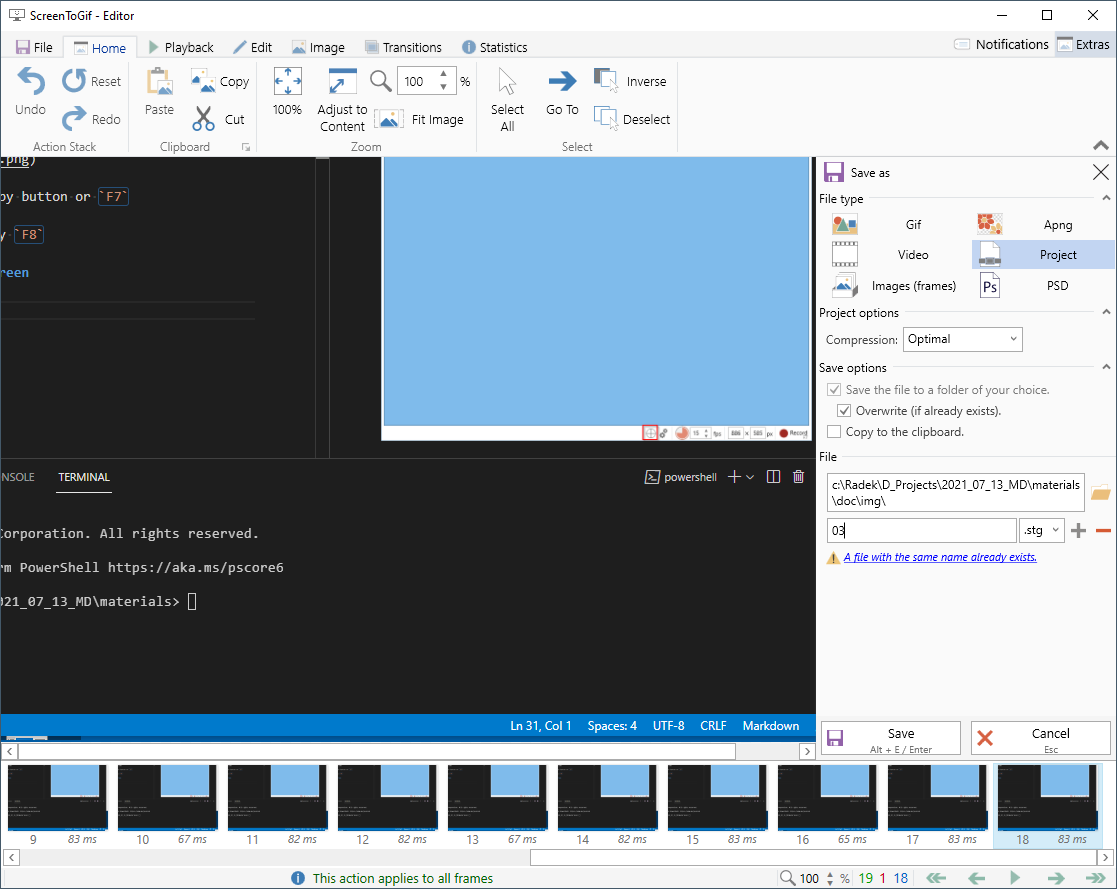 ScreenToGif - Editor
File Home Playback Edit Image Transitions Statistics Notifications Extras
Undo Reset Redo
Action Stack
Paste Copy Cut
Clipboard
100% Adjust to Content 100 % Fit Image
Zoom
Select All Go To Inverse Deselect
Select
.png)
py button or `F7`
y `F8`
reen
15 fps 886 x 585 px Record
NSOLE TERMINAL powershell
Corporation. All rights reserved.
rm PowerShell https://aka.ms/pscore6
021_07_13_MD\materials>
Ln 31, Col 1 Spaces: 4 UTF-8 CRLF Markdown
Save as
File type
Gif Apng
Video Project
Images (frames) Ps PSD
Project options
Compression: Optimal
Save options
Save the file to a folder of your choice.
Overwrite (if already exists).
Copy to the clipboard.
File
c:\Radek\D_Projects\2021_07_13_MD\materials
\doc\img\
03 .stg
A file with the same name already exists.
Save Cancel
Alt + E / Enter Esc
9 83 ms 10 67 ms 11 82 ms 12 82 ms 13 67 ms 14 82 ms 15 83 ms 16 65 ms 17 83 ms 18 83 ms
This action applies to all frames 100 % 19 1 18